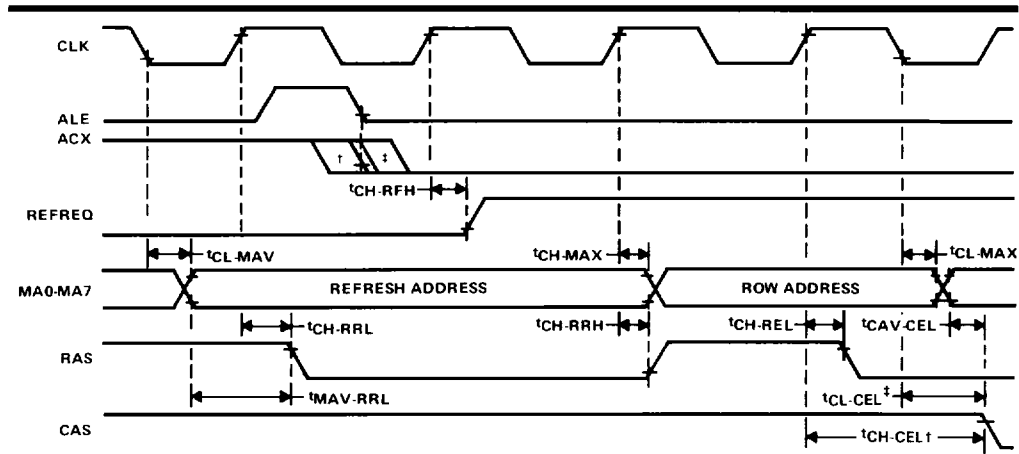 CLK
ALE
ACX
† ‡
tCH-RFH
REFREQ
tCL-MAV tCH-MAX tCL-MAX
MA0-MA7 REFRESH ADDRESS ROW ADDRESS
tCH-RRL tCH-RRH tCH-REL tCAV-CEL
RAS
tMAV-RRL tCL-CEL‡
CAS tCH-CEL†